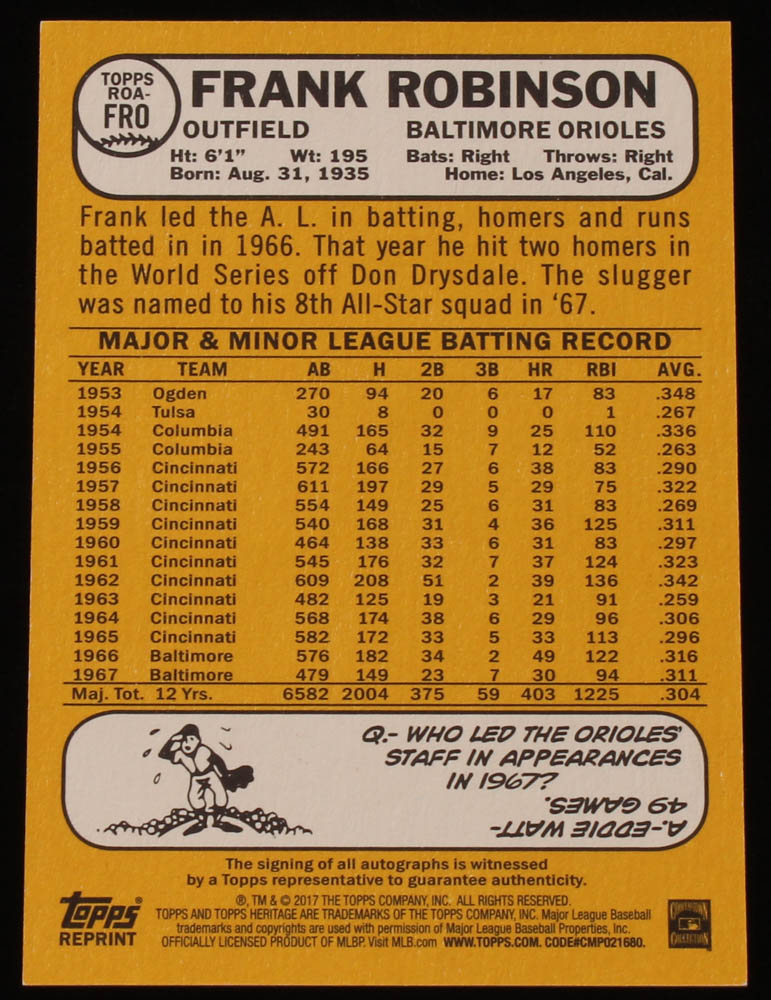 TOPPS
ROA-
FRO
FRANK ROBINSON
OUTFIELD BALTIMORE ORIOLES
Ht: 6'1" Wt: 195 Bats: Right Throws: Right
Born: Aug. 31, 1935 Home: Los Angeles, Cal.
Frank led the A. L. in batting, homers and runs
batted in in 1966. That year he hit two homers in
the World Series off Don Drysdale. The slugger
was named to his 8th All-Star squad in '67.
MAJOR & MINOR LEAGUE BATTING RECORD
YEAR TEAM AB H 2B 3B HR RBI AVG.
1953 Ogden 270 94 20 6 17 83 .348
1954 Tulsa 30 8 0 0 0 1 .267
1954 Columbia 491 165 32 9 25 110 .336
1955 Columbia 243 64 15 7 12 52 .263
1956 Cincinnati 572 166 27 6 38 83 .290
1957 Cincinnati 611 197 29 5 29 75 .322
1958 Cincinnati 554 149 25 6 31 83 .269
1959 Cincinnati 540 168 31 4 36 125 .311
1960 Cincinnati 464 138 33 6 31 83 .297
1961 Cincinnati 545 176 32 7 37 124 .323
1962 Cincinnati 609 208 51 2 39 136 .342
1963 Cincinnati 482 125 19 3 21 91 .259
1964 Cincinnati 568 174 38 6 29 96 .306
1965 Cincinnati 582 172 33 5 33 113 .296
1966 Baltimore 576 182 34 2 49 122 .316
1967 Baltimore 479 149 23 7 30 94 .311
Maj. Tot. 12 Yrs. 6582 2004 375 59 403 1225 .304
Q.- WHO LED THE ORIOLES'
STAFF IN APPEARANCES
IN 1967?
A.-EDDIE WATT-
49 GAMES.
The signing of all autographs is witnessed
by a Topps representative to guarantee authenticity.
topps®
REPRINT
®, TM & © 2017 THE TOPPS COMPANY, INC. ALL RIGHTS RESERVED.
TOPPS AND TOPPS HERITAGE ARE TRADEMARKS OF THE TOPPS COMPANY, INC. Major League Baseball
trademarks and copyrights are used with permission of Major League Baseball Properties, Inc.
OFFICIALLY LICENSED PRODUCT OF MLBP. Visit MLB.com WWW.TOPPS.COM. CODE#CMP021680.
COOPERSTOWN
COLLECTION